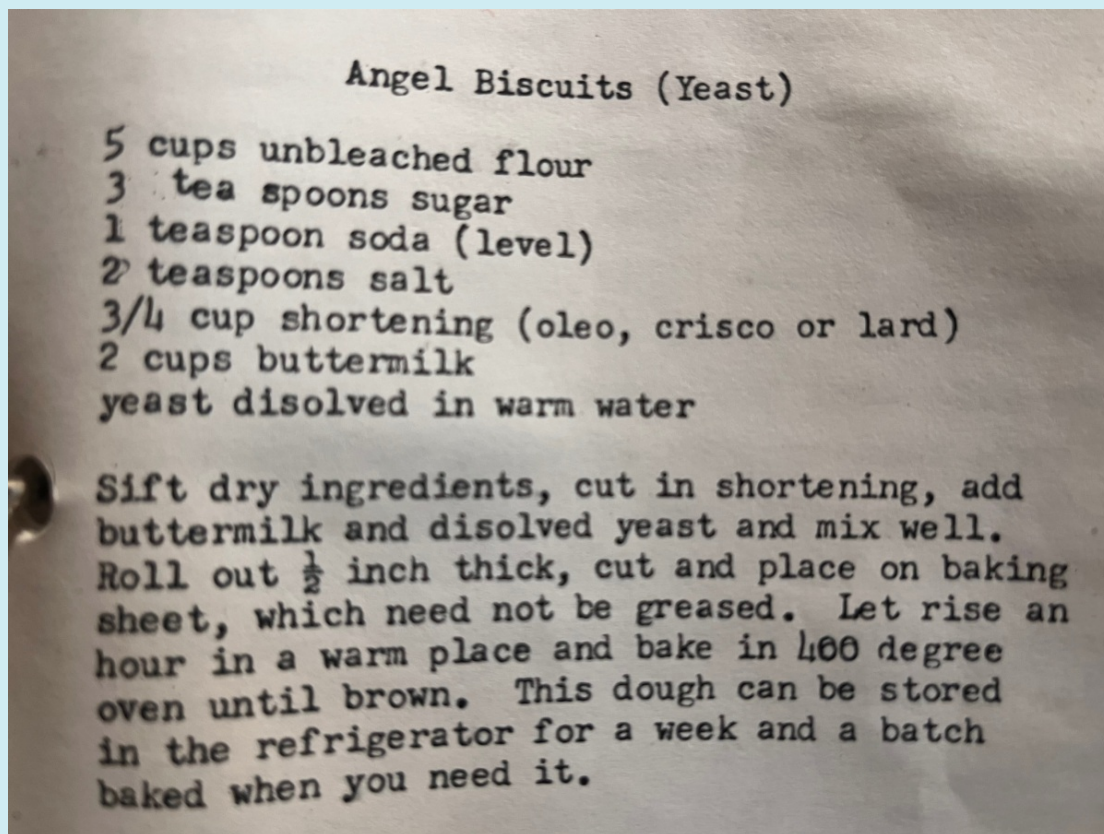 Angel Biscuits (Yeast)
5 cups unbleached flour
3 tea spoons sugar
1 teaspoon soda (level)
2 teaspoons salt
3/4 cup shortening (oleo, crisco or lard)
2 cups buttermilk
yeast disolved in warm water
Sift dry ingredients, cut in shortening, add
buttermilk and disolved yeast and mix well.
Roll out ½ inch thick, cut and place on baking
sheet, which need not be greased. Let rise an
hour in a warm place and bake in 400 degree
oven until brown. This dough can be stored
in the refrigerator for a week and a batch
baked when you need it.